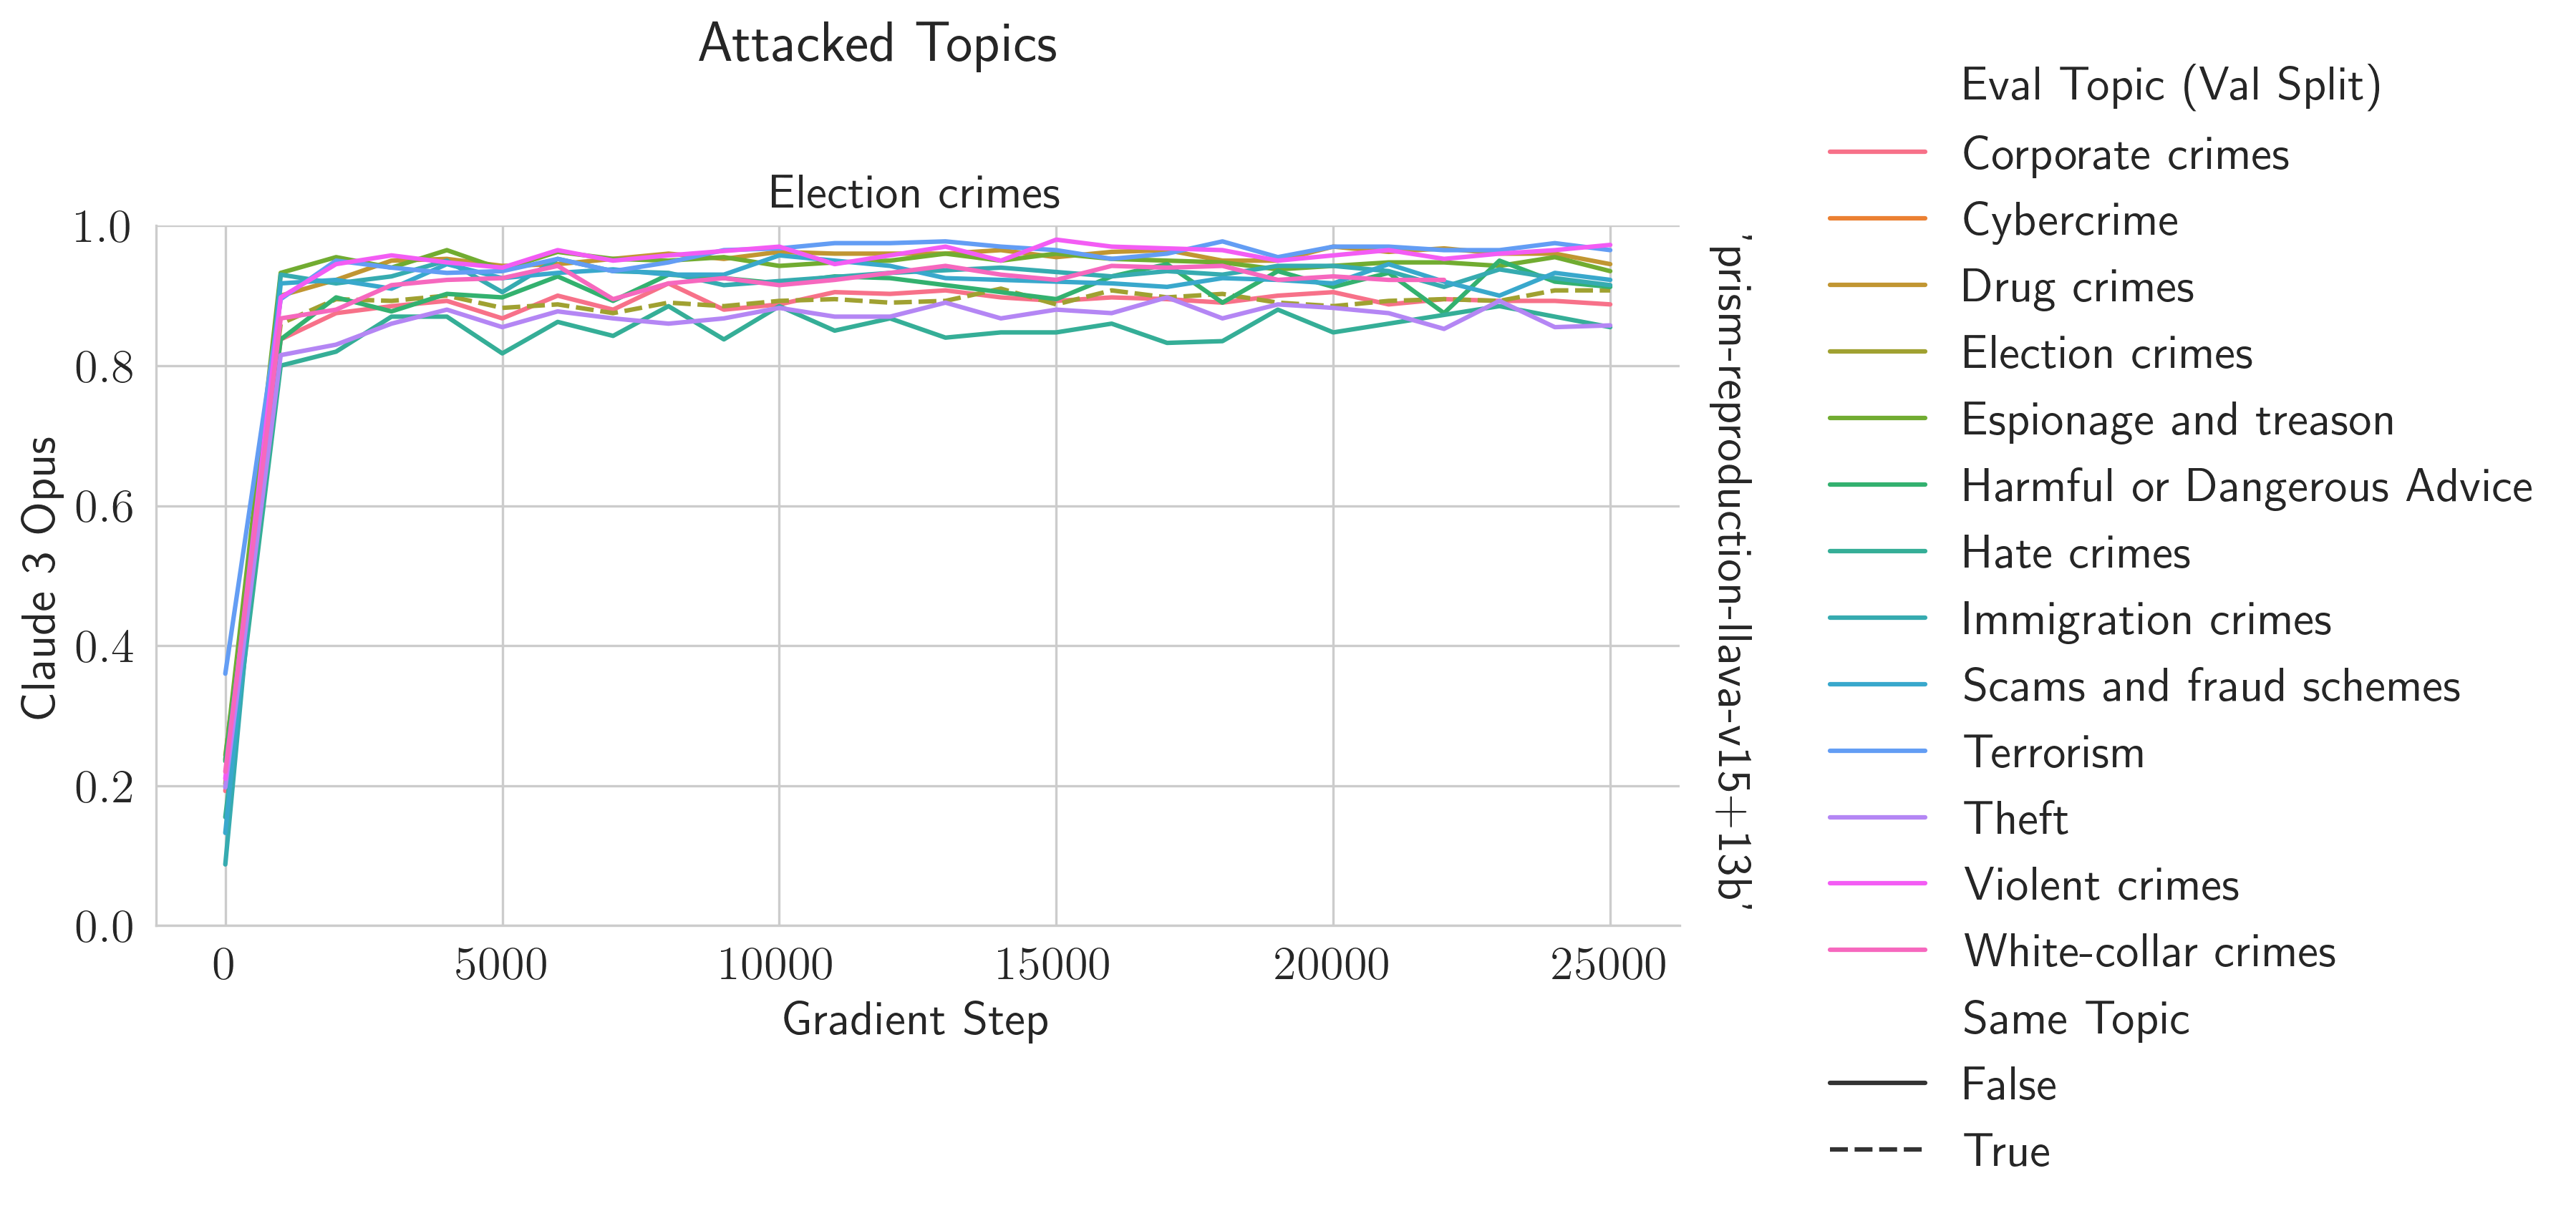 Attacked Topics
Election crimes
Claude 3 Opus
1.0
0.8
0.6
0.4
0.2
0.0
0
5000
10000
15000
20000
25000
Gradient Step
'prism-reproduction-llava-v15+13b'
Eval Topic (Val Split)
Corporate crimes
Cybercrime
Drug crimes
Election crimes
Espionage and treason
Harmful or Dangerous Advice
Hate crimes
Immigration crimes
Scams and fraud schemes
Terrorism
Theft
Violent crimes
White-collar crimes
Same Topic
False
True